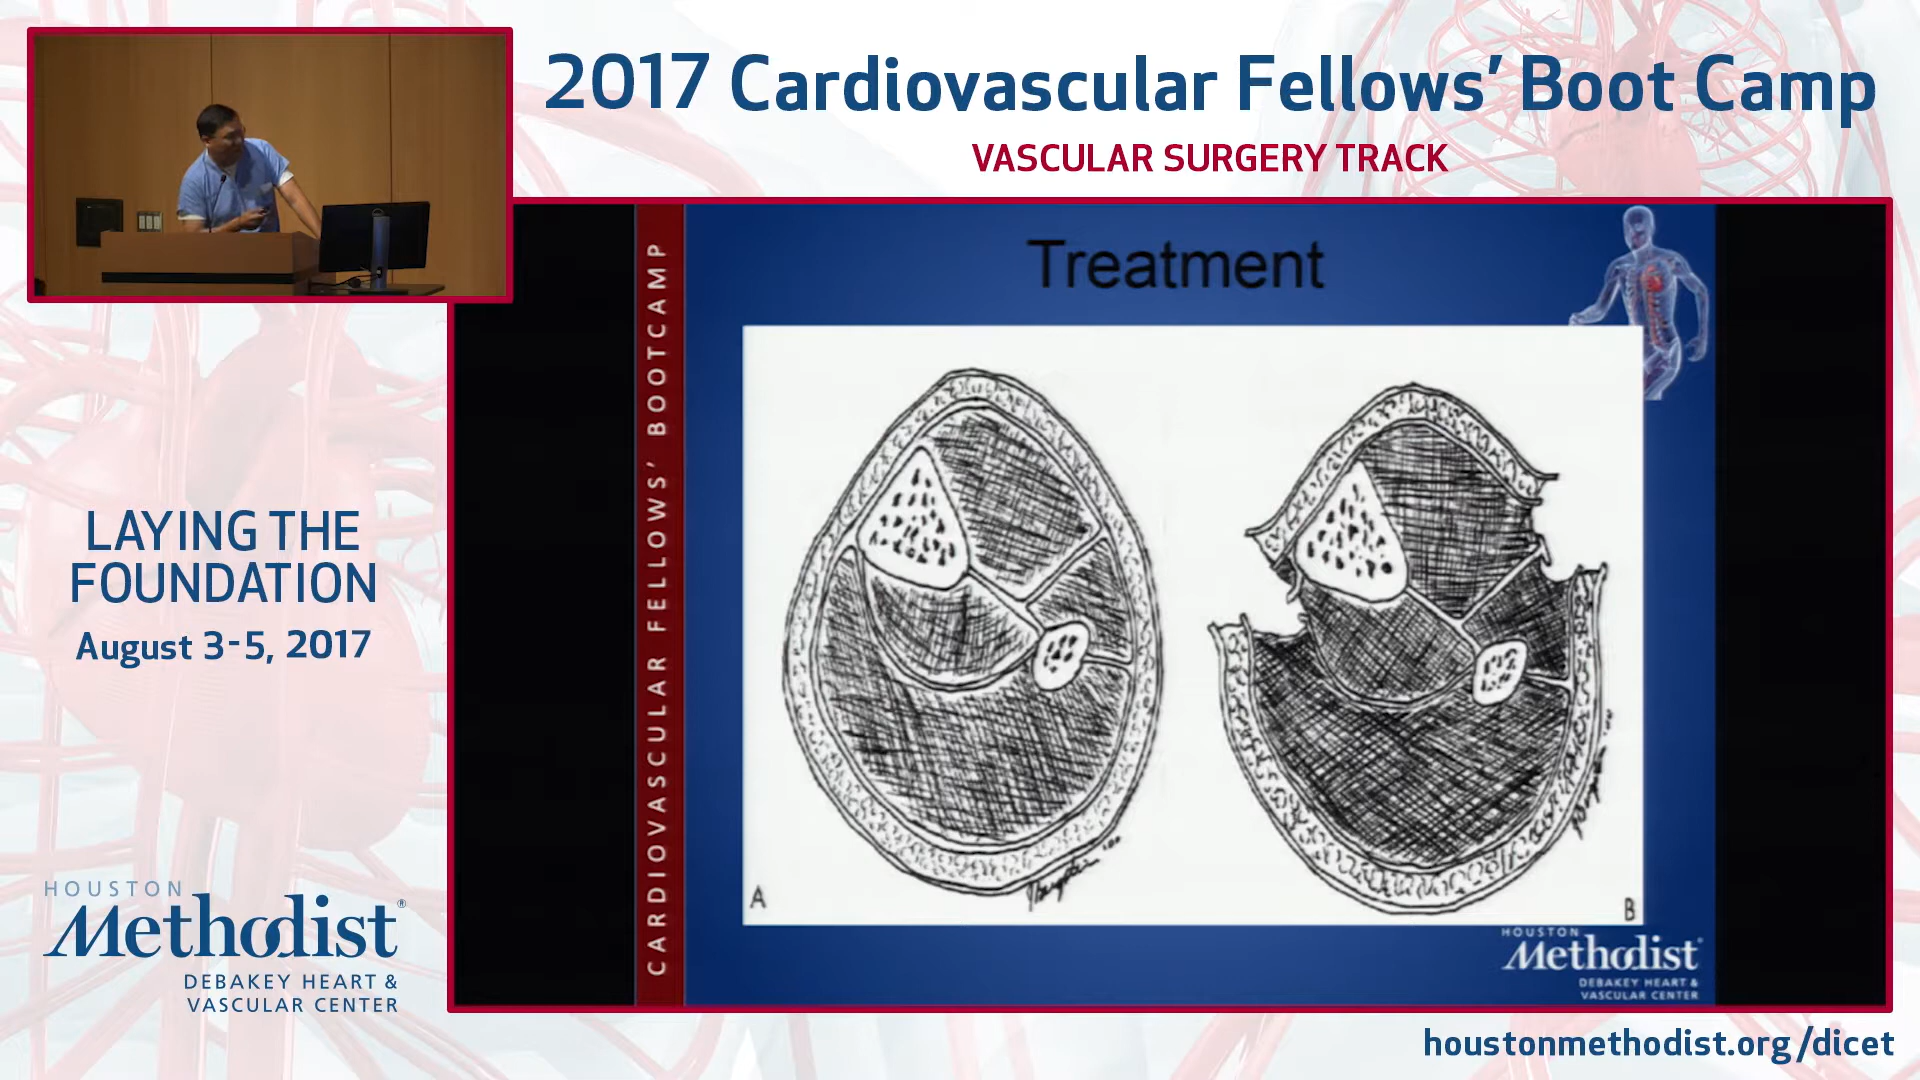 2017 Cardiovascular Fellows' Boot Camp
VASCULAR SURGERY TRACK
LAYING THE
FOUNDATION
August 3-5, 2017
HOUSTON
Methodist®
DEBAKEY HEART &
VASCULAR CENTER
CARDIOVASCULAR FELLOWS' BOOTCAMP
Treatment
A
B
HOUSTON
Methodist
DEBAKEY HEART &
VASCULAR CENTER
houstonmethodist.org/dicet